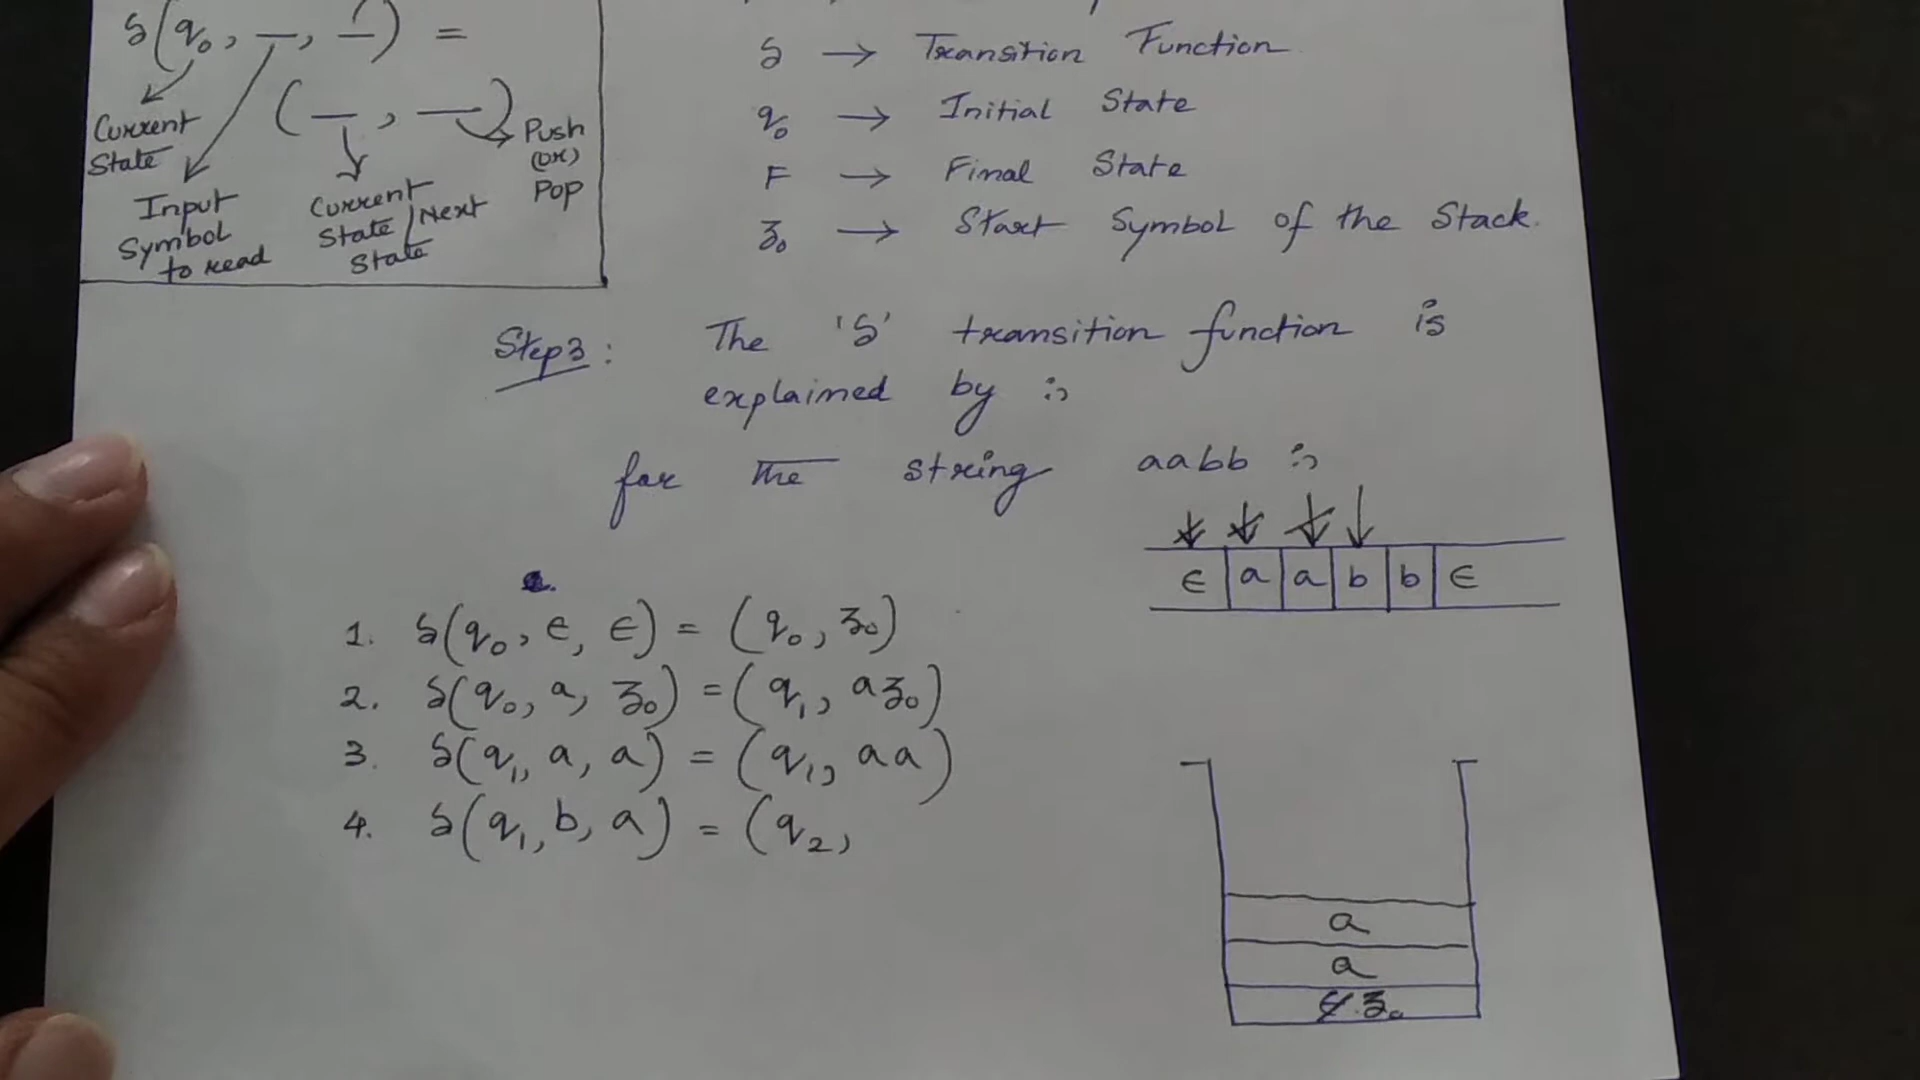 δ(q₀, —, —) =
(—, —)
Current
State
Input
Symbol
to read
Current
State/Next
State
Push
(or)
Pop
δ → Transition Function
q₀ → Initial State
F → Final State
z₀ → Start Symbol of the Stack.
Step3: The 'δ' transition function is
explained by :-
for the string aabb :-
ϵ a a b b ϵ
1. δ(q₀, ϵ, ϵ) = (q₀, z₀)
2. δ(q₀, a, z₀) = (q₁, az₀)
3. δ(q₁, a, a) = (q₁, aa)
4. δ(q₁, b, a) = (q₂,
a
a
z₀